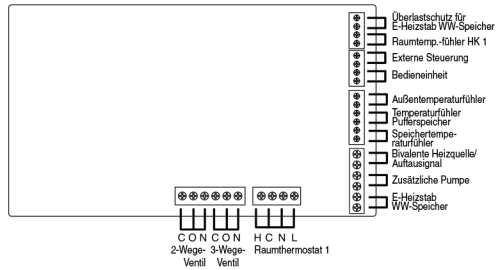 Überlastschutz für
E-Heizstab WW-Speicher
Raumtemp.-fühler HK 1
Externe Steuerung
Bedieneinheit
Außentemperaturfühler
Temperaturfühler
Pufferspeicher
Speichertempe-
raturfühler
Bivalente Heizquelle/
Auftausignal
Zusätzliche Pumpe
E-Heizstab
WW-Speicher
C O N C O N H C N L
2-Wege- 3-Wege- Raumthermostat 1
Ventil Ventil